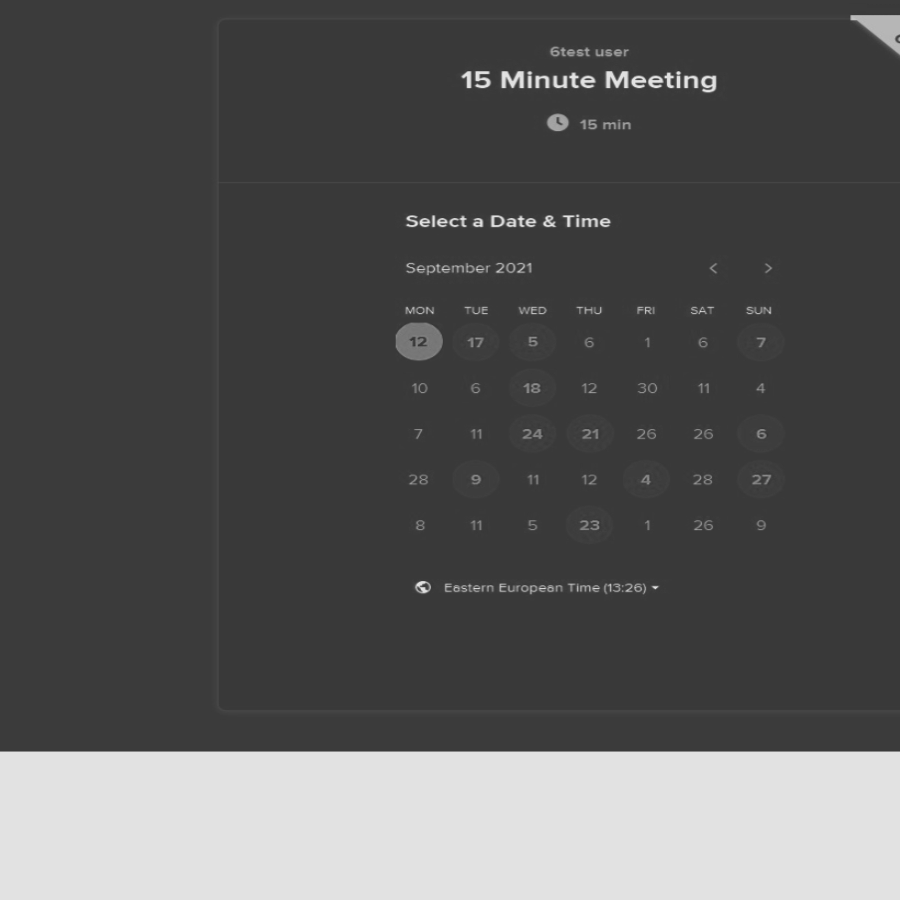 6test user
15 Minute Meeting
15 min
Select a Date & Time
September 2021
MON TUE WED THU FRI SAT SUN
12 17 5 6 1 6 7
10 6 18 12 30 11 4
7 11 24 21 26 26 6
28 9 11 12 4 28 27
8 11 5 23 1 26 9
Eastern European Time (13:26)